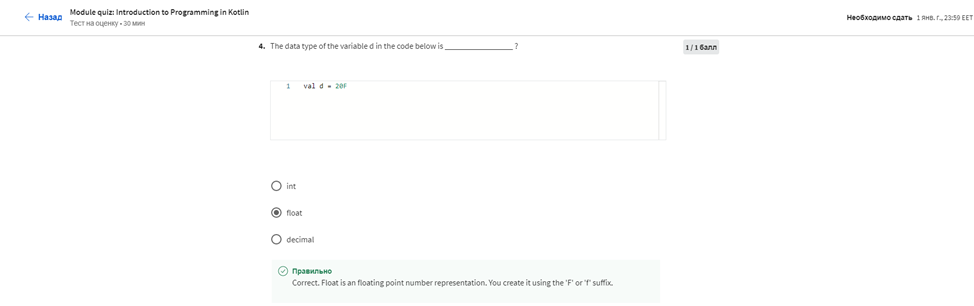 Назад
Module quiz: Introduction to Programming in Kotlin
Тест на оценку • 30 мин
Необходимо сдать 1 янв. г., 23:59 EET
4. The data type of the variable d in the code below is ________________ ?
1 / 1 балл
1 val d = 20F
int
float
decimal
Правильно
Correct. Float is an floating point number representation. You create it using the 'F' or 'f' suffix.